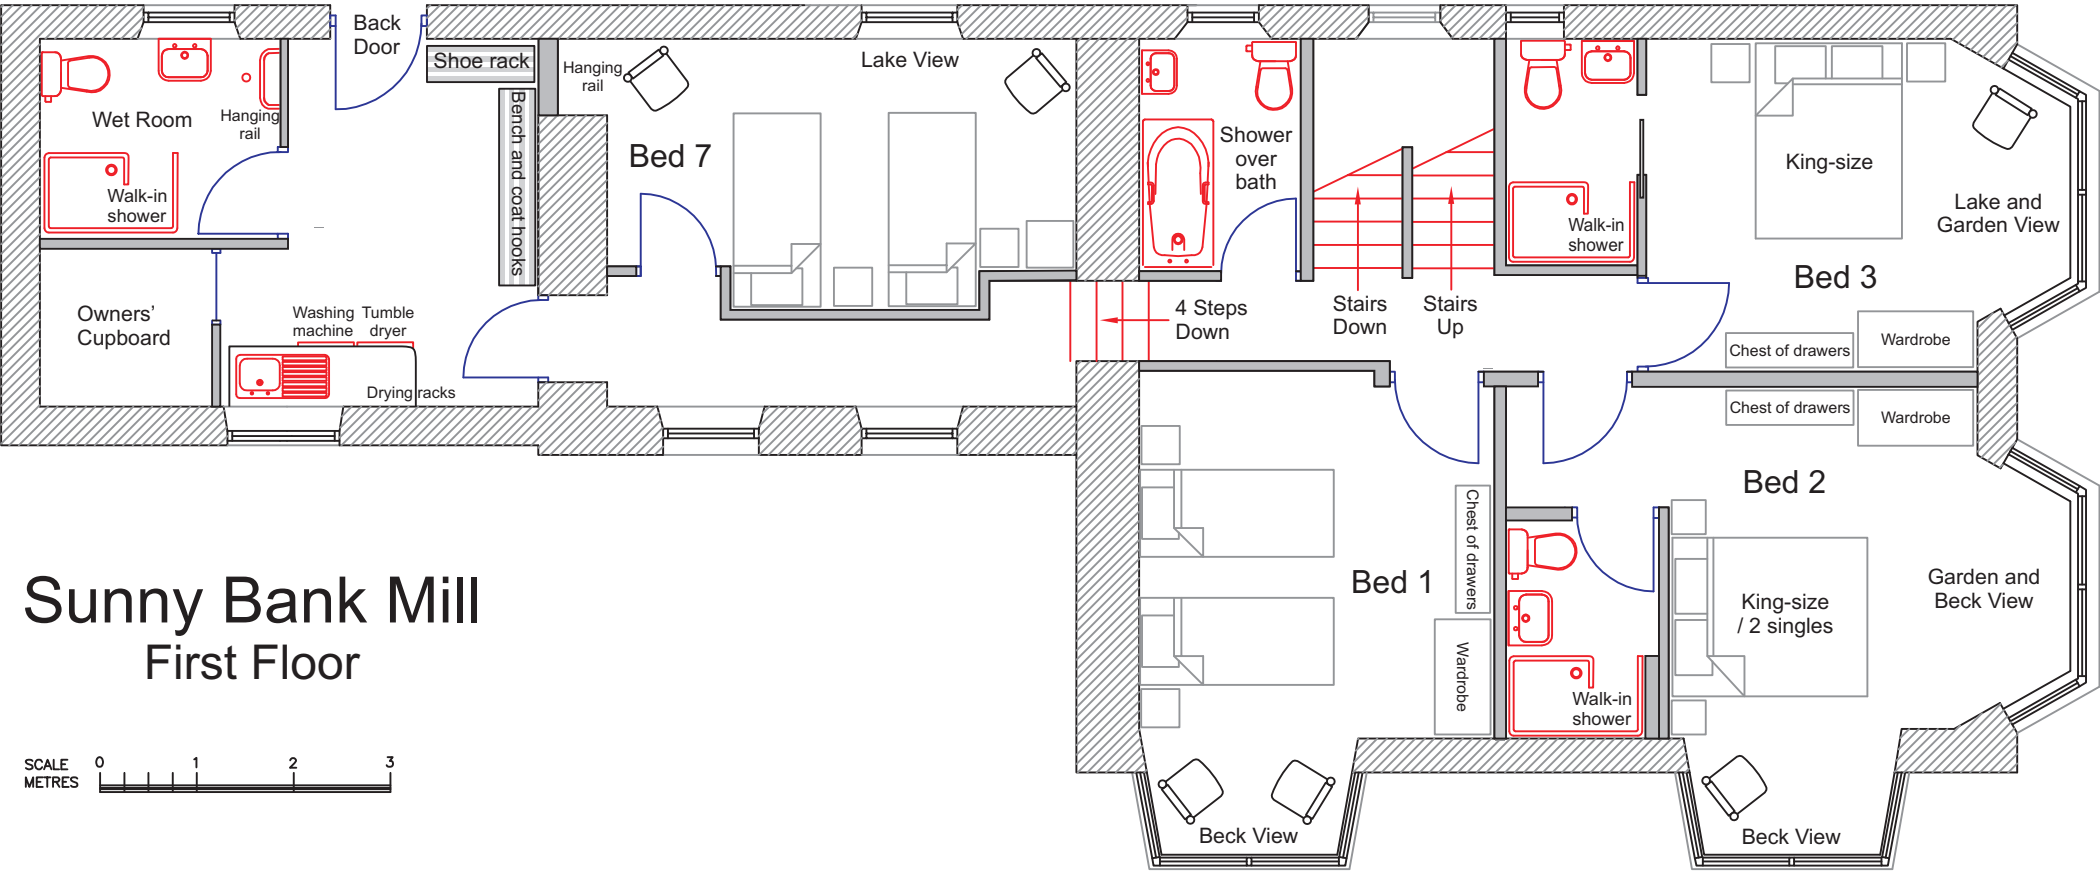 Back
Door
Shoe rack
Hanging
rail
Lake View
Wet Room
Hanging
rail
Bench and coat hooks
Bed 7
Shower
over
bath
King-size
Walk-in
shower
Lake and
Garden View
Walk-in
shower
Bed 3
Owners’
Cupboard
Washing
machine
Tumble
dryer
4 Steps
Down
Stairs
Down
Stairs
Up
Chest of drawers
Wardrobe
Drying racks
Chest of drawers
Wardrobe
Bed 2
Chest of drawers
Bed 1
Garden and
Beck View
King-size
/ 2 singles
Sunny Bank Mill
First Floor
Wardrobe
Walk-in
shower
SCALE
METRES
0 1 2 3
Beck View
Beck View